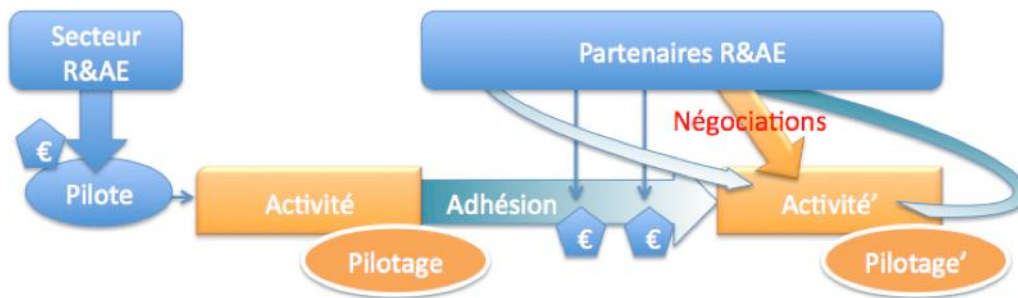 Secteur
R&AE
Partenaires R&AE
Négociations
€
Pilote
Activité
Adhésion
€
€
Activité’
Pilotage
Pilotage’